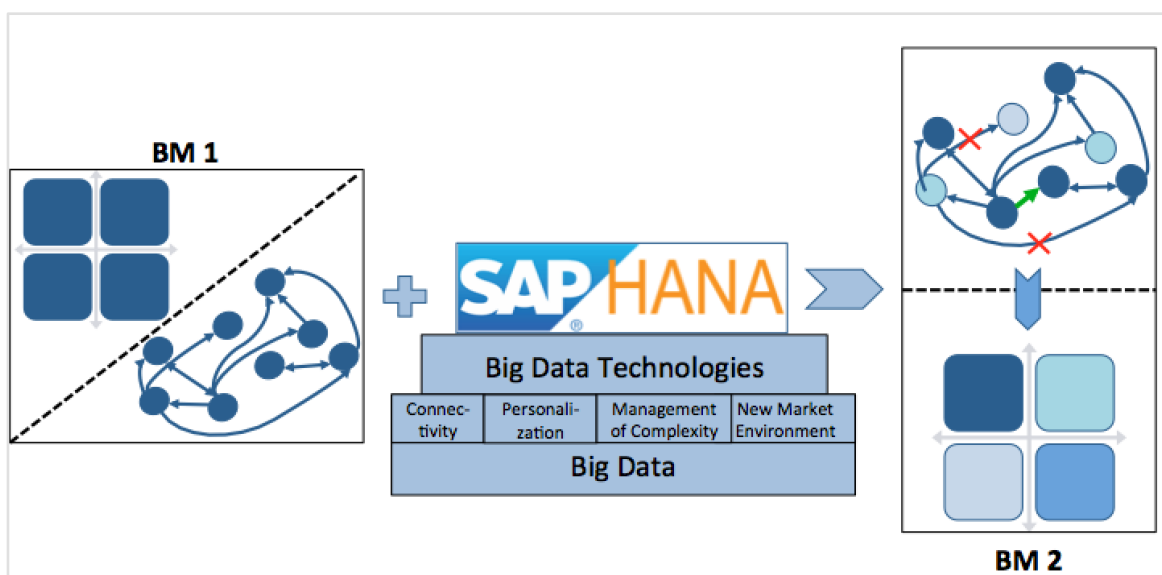 BM 1
SAP HANA
®
Big Data Technologies
Connec-
tivity
Personali-
zation
Management
of Complexity
New Market
Environment
Big Data
BM 2